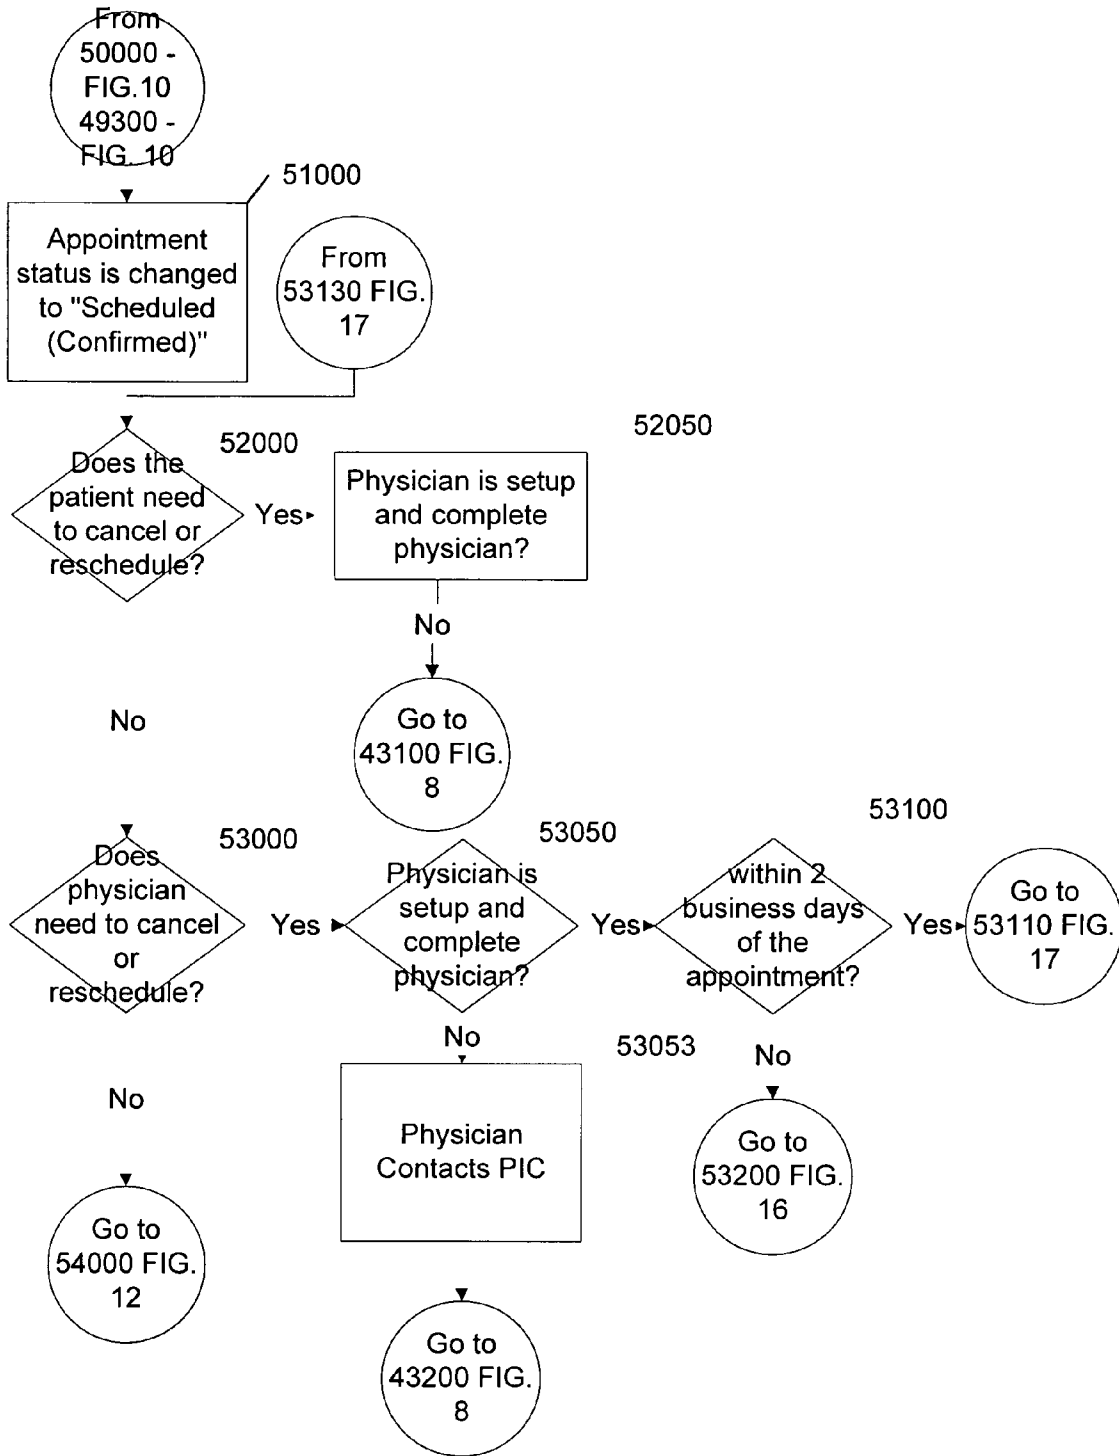 From
50000 -
FIG.10
49300 -
FIG. 10
51000
Appointment
status is changed
to "Scheduled
(Confirmed)"
From
53130 FIG.
17
52000
Does the
patient need
to cancel or
reschedule?
Yes
52050
Physician is setup
and complete
physician?
No
Go to
43100 FIG.
8
No
53000
Does
physician
need to cancel
or
reschedule?
Yes
53050
Physician is
setup and
complete
physician?
Yes
53100
within 2
business days
of the
appointment?
Yes
Go to
53110 FIG.
17
No
53053
Physician
Contacts PIC
No
Go to
53200 FIG.
16
No
Go to
54000 FIG.
12
Go to
43200 FIG.
8